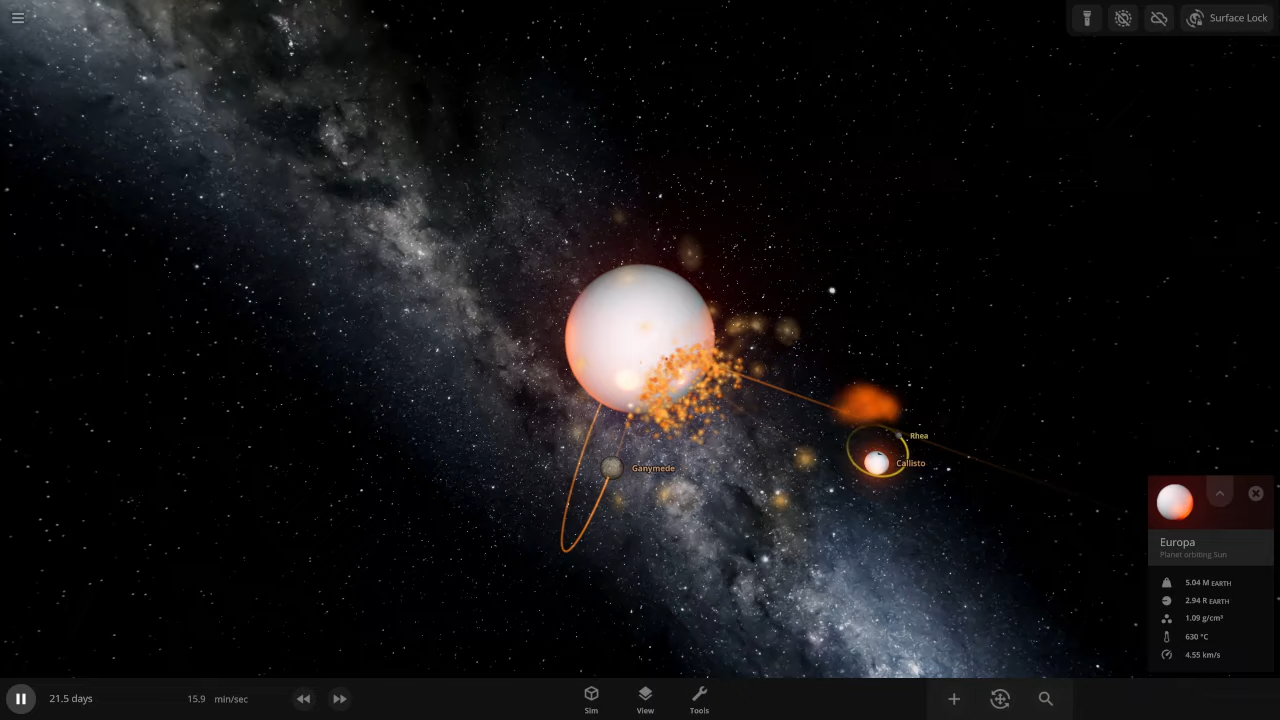 Surface Lock
Rhea
Callisto
Ganymede
Europa
Planet orbiting Sun
5.04 M EARTH
2.94 R EARTH
1.09 g/cm³
630 °C
4.55 km/s
21.5 days
15.9 min/sec
Sim
View
Tools